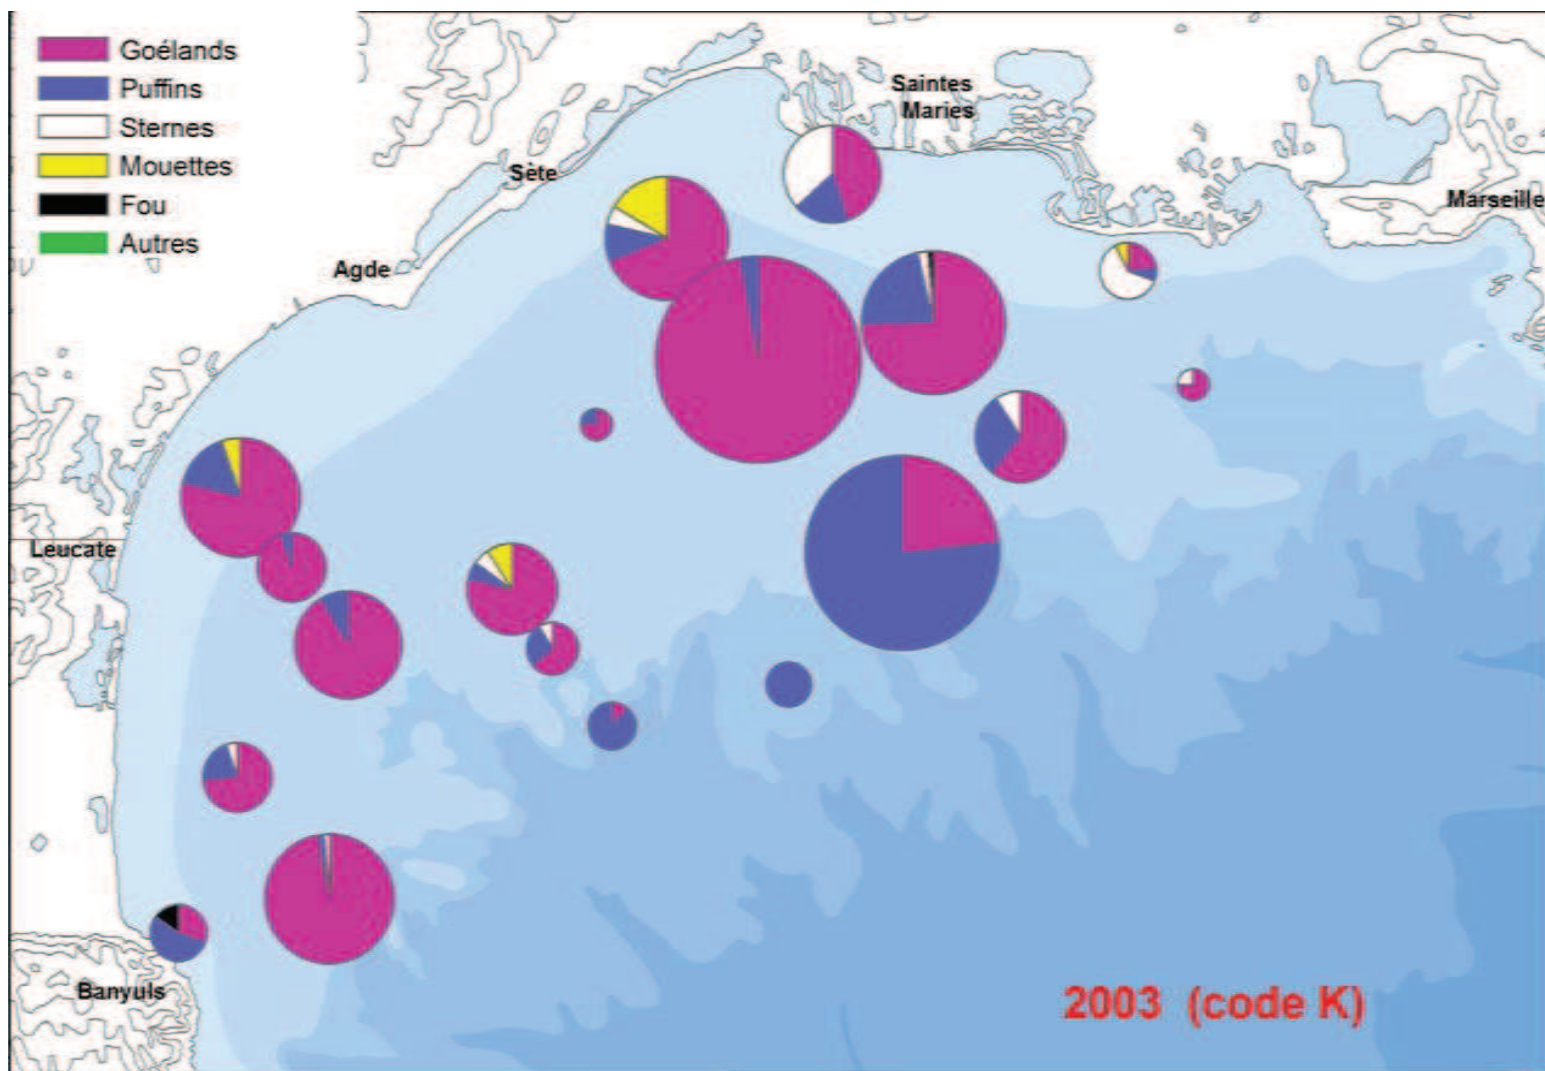 Goélands
Puffins
Sternes
Mouettes
Fou
Autres
Saintes
Maries
Sète
Marseille
Agde
Leucate
Banyuls
2003 (code K)